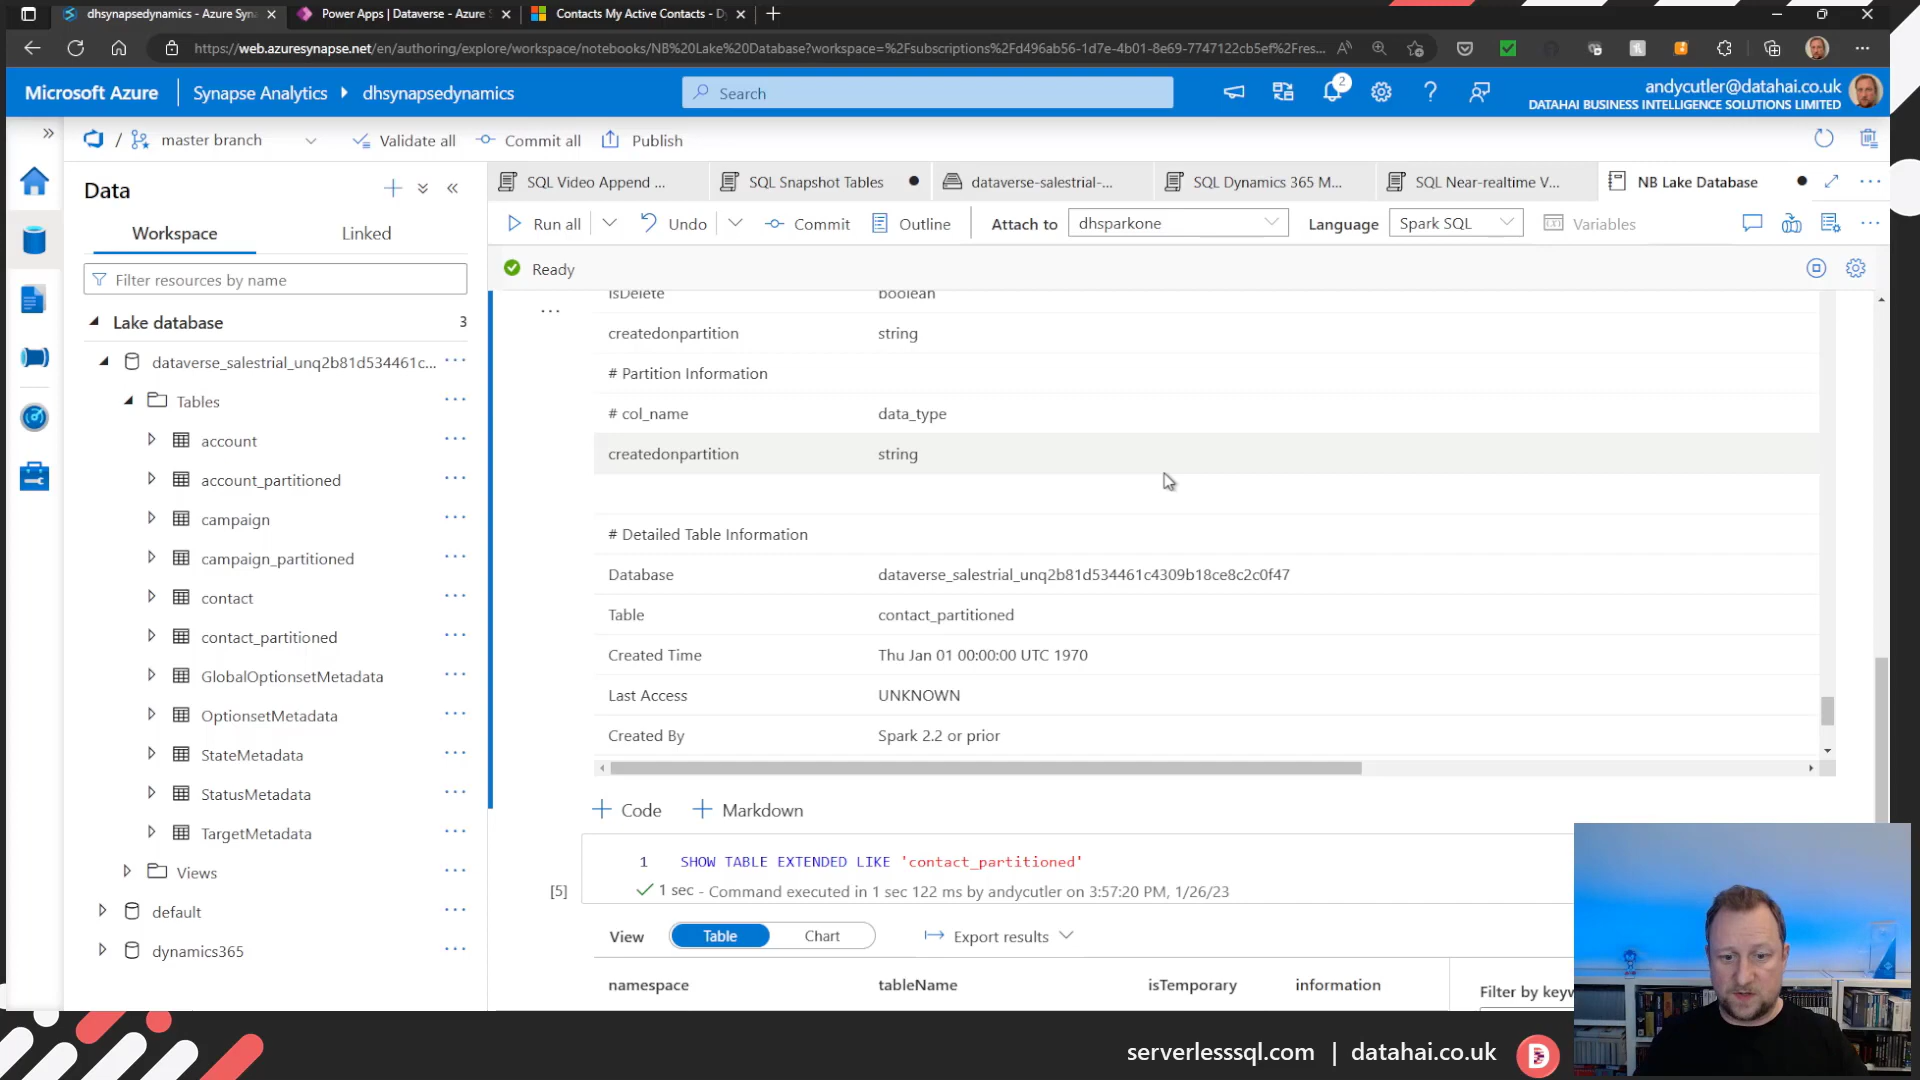 dhsynapsedynamics - Azure Syn
Power Apps | Dataverse - Azure S
Contacts My Active Contacts - Dy
https://web.azuresynapse.net/en/authoring/explore/workspace/notebooks/NB%20Lake%20Database?workspace=%2Fsubscriptions%2Fd496ab56-1d7e-4b01-8e69-7747122cb5ef%2Fres...
Microsoft Azure
Synapse Analytics
dhsynapsedynamics
Search
2
andycutler@datahai.co.uk
DATAHAI BUSINESS INTELLIGENCE SOLUTIONS LIMITED
/ master branch
Validate all
Commit all
Publish
Data
SQL Video Append ...
SQL Snapshot Tables
dataverse-salestrial-...
SQL Dynamics 365 M...
SQL Near-realtime V...
NB Lake Database
Workspace
Linked
Run all
Undo
Commit
Outline
Attach to
dhsparkone
Language
Spark SQL
Variables
Filter resources by name
Ready
Lake database
3
dataverse_salestrial_unq2b81d534461c...
Tables
account
account_partitioned
campaign
campaign_partitioned
contact
contact_partitioned
GlobalOptionsetMetadata
OptionsetMetadata
StateMetadata
StatusMetadata
TargetMetadata
Views
default
dynamics365
IsDelete boolean
createdonpartition string
# Partition Information
# col_name data_type
createdonpartition string
# Detailed Table Information
Database dataverse_salestrial_unq2b81d534461c4309b18ce8c2c0f47
Table contact_partitioned
Created Time Thu Jan 01 00:00:00 UTC 1970
Last Access UNKNOWN
Created By Spark 2.2 or prior
Code
Markdown
1 SHOW TABLE EXTENDED LIKE 'contact_partitioned'
[5]
1 sec - Command executed in 1 sec 122 ms by andycutler on 3:57:20 PM, 1/26/23
View
Table
Chart
Export results
namespace tableName isTemporary information
Filter by keyw
serverlesssql.com | datahai.co.uk
D